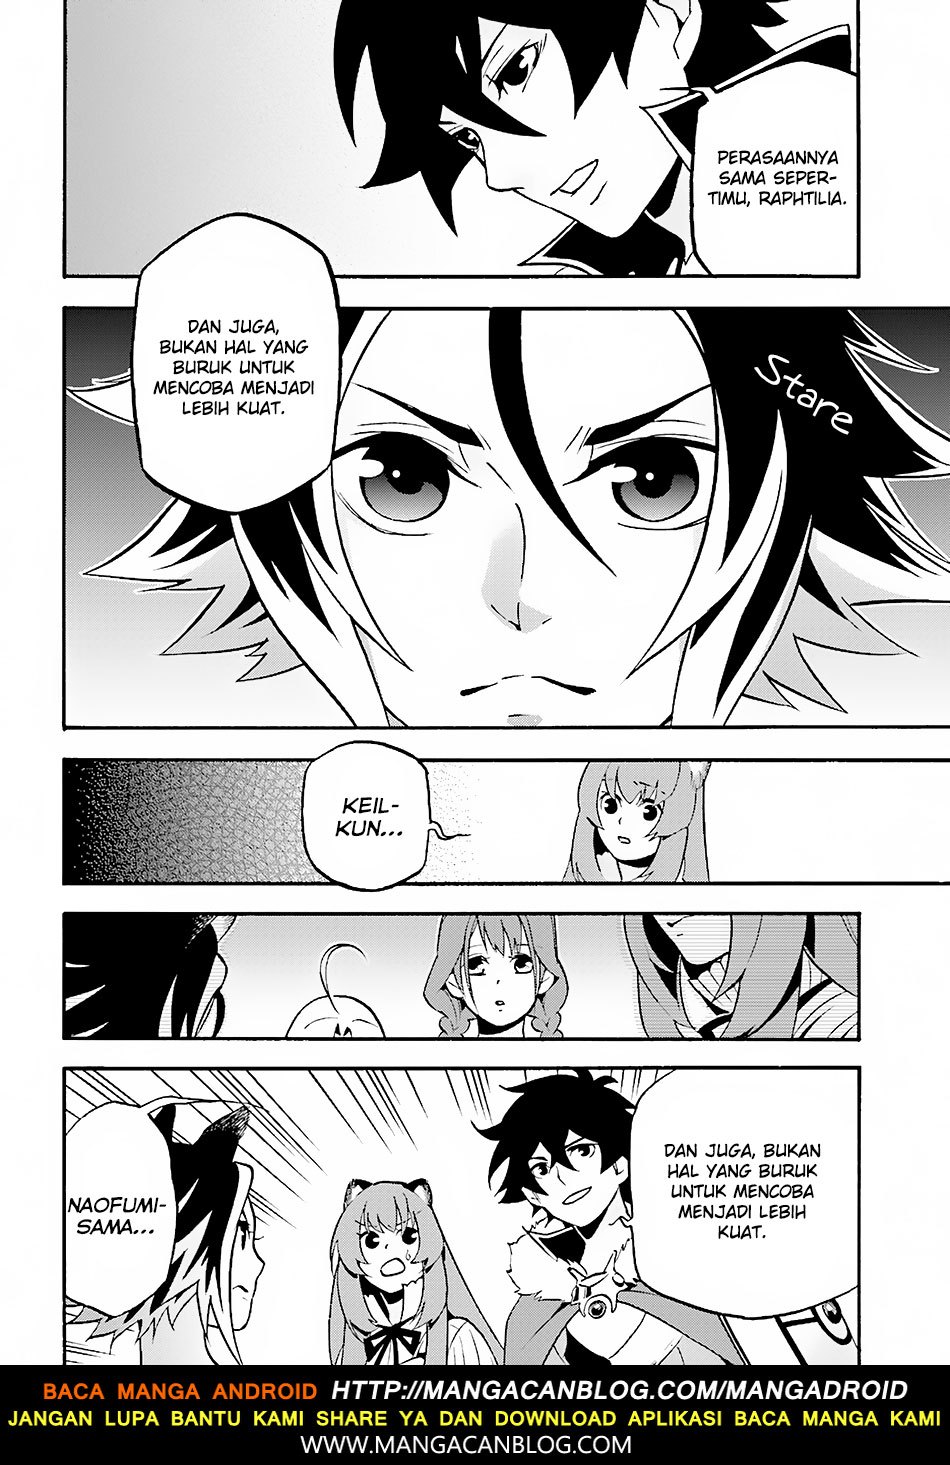 PERASAANNYA
SAMA SEPER-
TIMU, RAPHTILIA.
DAN JUGA,
BUKAN HAL YANG
BURUK UNTUK
MENCOBA MENJADI
LEBIH KUAT.
Stare
KEIL-
KUN...
DAN JUGA, BUKAN
HAL YANG BURUK
UNTUK MENCOBA
MENJADI LEBIH
KUAT.
NAOFUMI-
SAMA...
BACA MANGA ANDROID HTTP://MANGACANBLOG.COM/MANGADROID
JANGAN LUPA BANTU KAMI SHARE YA DAN DOWNLOAD APLIKASI BACA MANGA KAMI
WWW.MANGACANBLOG.COM